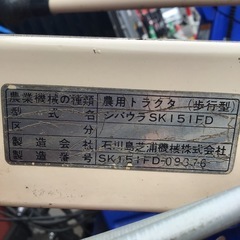 農業機械の種類 農用トラクタ (歩行型)
型式名 シバウラSK151FD
区分
製造会社 石川島芝浦機械株式会社
製造番号 SK151FD-09376